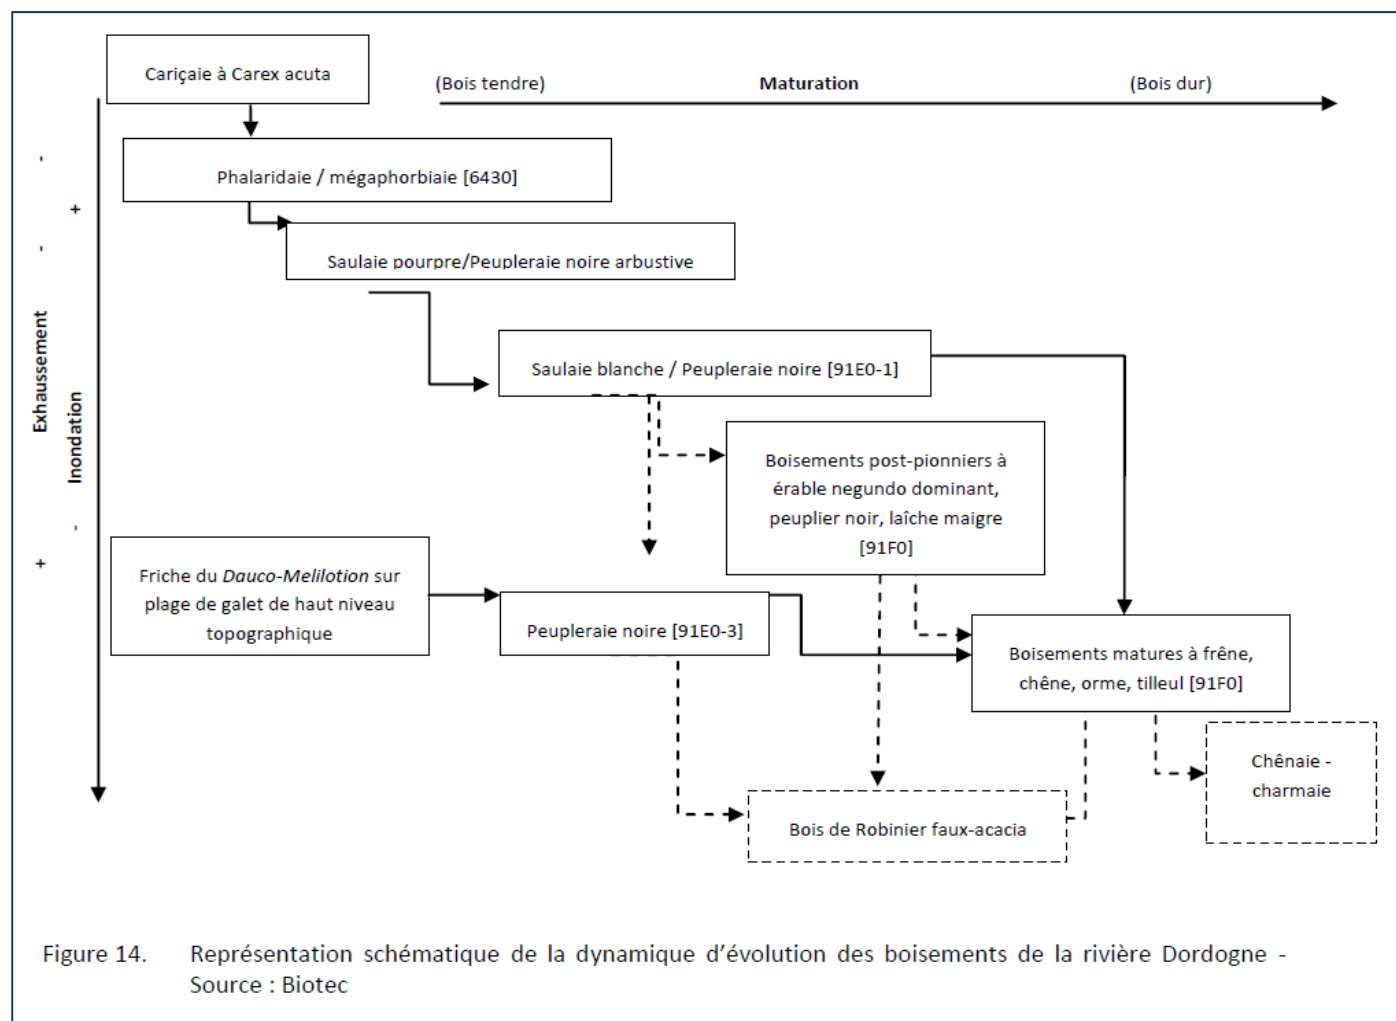 Cariçaie à Carex acuta
(Bois tendre)
Maturation
(Bois dur)
Phalaridaie / mégaphorbiaie [6430]
Saulaie pourpre/Peupleraie noire arbustive
Saulaie blanche / Peupleraie noire [91E0-1]
Boisements post-pionniers à
érable negundo dominant,
peuplier noir, laîche maigre
[91F0]
- - Exhaussement +
+ Inondation -
Friche du Dauco-Melilotion sur
plage de galet de haut niveau
topographique
Peupleraie noire [91E0-3]
Boisements matures à frêne,
chêne, orme, tilleul [91F0]
Chênaie -
charmaie
Bois de Robinier faux-acacia
Figure 14. Représentation schématique de la dynamique d'évolution des boisements de la rivière Dordogne -
Source : Biotec